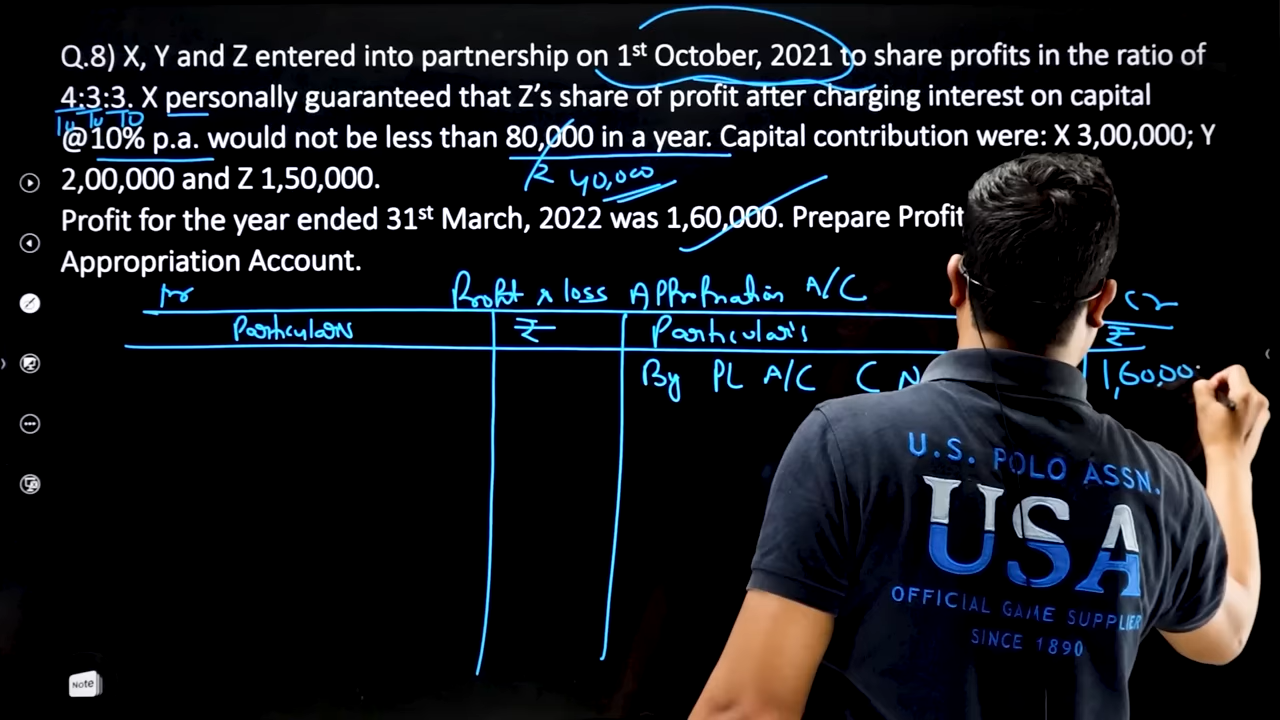 Q.8) X, Y and Z entered into partnership on 1st October, 2021 to share profits in the ratio of
4:3:3. X personally guaranteed that Z's share of profit after charging interest on capital
10 10 10
@10% p.a. would not be less than 80,000 in a year. Capital contribution were: X 3,00,000; Y
2,00,000 and Z 1,50,000.
₹ 40,000
Profit for the year ended 31st March, 2022 was 1,60,000. Prepare Profit
Appropriation Account.
Dr Profit & loss Appropriation A/C Cr
Particulars ₹ Particulars ₹
By PL A/C C N 1,60,00
U.S. POLO ASSN.
USA
OFFICIAL GAME SUPPLIER
SINCE 1890
Note